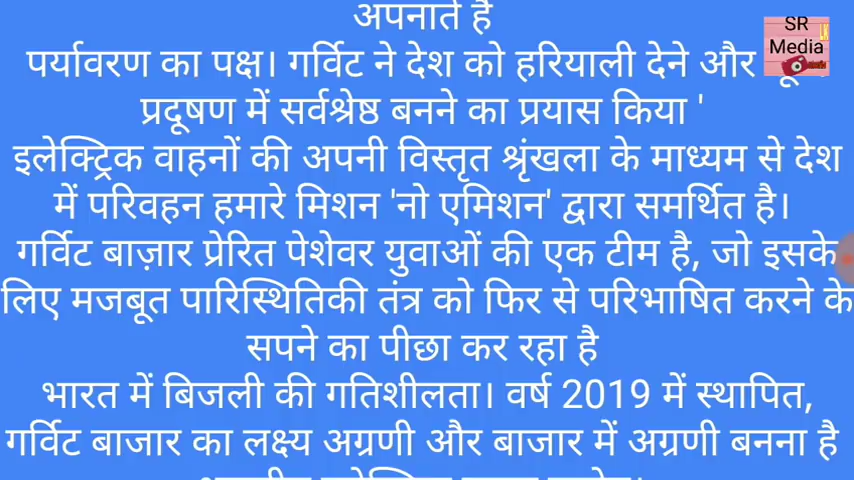 अपनाते है
पर्यावरण का पक्ष। गर्विट ने देश को हरियाली देने और
प्रदूषण में सर्वश्रेष्ठ बनने का प्रयास किया '
इलेक्ट्रिक वाहनों की अपनी विस्तृत श्रृंखला के माध्यम से देश
में परिवहन हमारे मिशन 'नो एमिशन' द्वारा समर्थित है।
गर्विट बाज़ार प्रेरित पेशेवर युवाओं की एक टीम है, जो इसके
लिए मजबूत पारिस्थितिकी तंत्र को फिर से परिभाषित करने के
सपने का पीछा कर रहा है
भारत में बिजली की गतिशीलता। वर्ष 2019 में स्थापित,
गर्विट बाजार का लक्ष्य अग्रणी और बाजार में अग्रणी बनना है
SR
Media